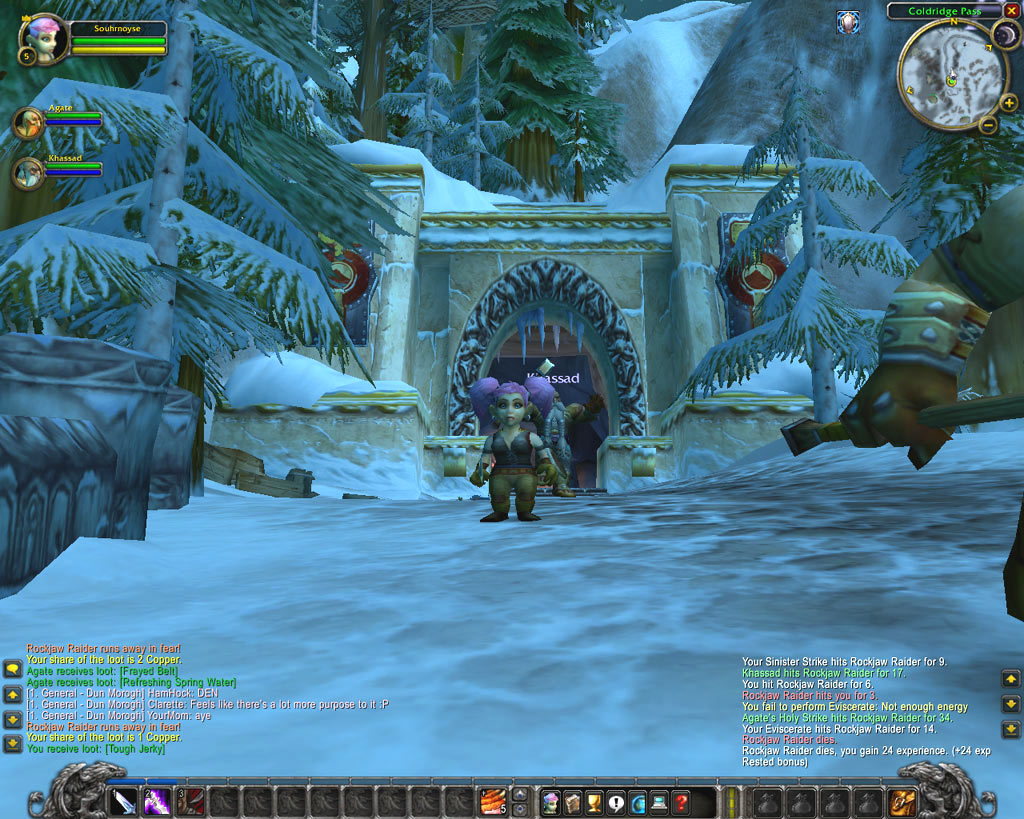 Souhrnoyse
5
Coldridge Pass
N
Agate
Khassad
Khassad
Rockjaw Raider runs away in fear!
Your share of the loot is 2 Copper.
Agate receives loot: [Frayed Belt]
Agate receives loot: [Refreshing Spring Water]
[1. General - Dun Morogh] HamHock: DEN
[1. General - Dun Morogh] Clarette: Feels like there's a lot more purpose to it :P
[1. General - Dun Morogh] YourMom: aye
Rockjaw Raider runs away in fear!
Your share of the loot is 1 Copper.
You receive loot: [Tough Jerky]
Your Sinister Strike hits Rockjaw Raider for 9.
Khassad hits Rockjaw Raider for 17.
You hit Rockjaw Raider for 6.
Rockjaw Raider hits you for 3.
You fail to perform Eviscerate: Not enough energy
Agate's Holy Strike hits Rockjaw Raider for 34.
Your Eviscerate hits Rockjaw Raider for 14.
Rockjaw Raider dies.
Rockjaw Raider dies, you gain 24 experience. (+24 exp
Rested bonus)
2
3
5